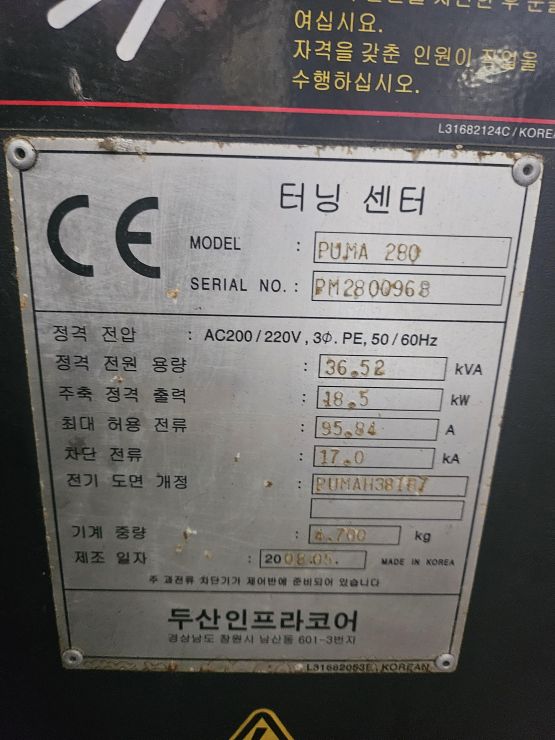 여십시요.
자격을 갖춘 인원이 작업을
수행하십시오.
L31682124C / KOREA
CE
터닝 센터
MODEL : PUMA 280
SERIAL NO. : PM2800968
정격 전압 : AC200 / 220V , 3Φ. PE, 50 / 60Hz
정격 전원 용량 : 36.52 kVA
주축 정격 출력 : 18.5 kW
최대 허용 전류 : 95.84 A
차단 전류 : 17.0 kA
전기 도면 개정 :
기계 중량 : 4.700 kg
제조 일자 : 2008.05. MADE IN KOREA
주 과전류 차단기가 제어반에 준비되어 있습니다
두산인프라코어
경상남도 창원시 남산동 601-3번지
L31682053E / KOREAN